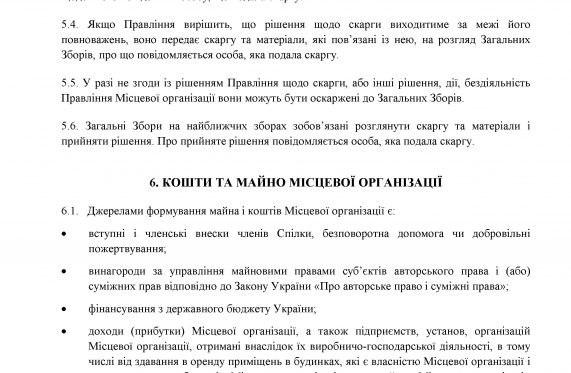 5.4. Якщо Правління вирішить, що рішення щодо скарги виходитиме за межі його
повноважень, воно передає скаргу та матеріали, які пов’язані із нею, на розгляд Загальних
Зборів, про що повідомляється особа, яка подала скаргу.
5.5. У разі не згоди із рішенням Правління щодо скарги, або інші рішення, дії, бездіяльність
Правління Місцевої організації вони можуть бути оскаржені до Загальних Зборів.
5.6. Загальні Збори на найближчих зборах зобов’язані розглянути скаргу та матеріали і
прийняти рішення. Про прийняте рішення повідомляється особа, яка подала скаргу.
6. КОШТИ ТА МАЙНО МІСЦЕВОЇ ОРГАНІЗАЦІЇ
6.1. Джерелами формування майна і коштів Місцевої організації є:
• вступні і членські внески членів Спілки, безповоротна допомога чи добровільні
пожертвування;
• винагороди за управління майновими правами суб’єктів авторського права і (або)
суміжних прав відповідно до Закону України «Про авторське право і суміжні права»;
• фінансування з державного бюджету України;
• доходи (прибутки) Місцевої організації, а також підприємств, установ, організацій
Місцевої організації, отримані внаслідок їх виробничо-господарської діяльності, в тому
числі від здавання в оренду приміщень в будинках, які є власністю Місцевої організації і